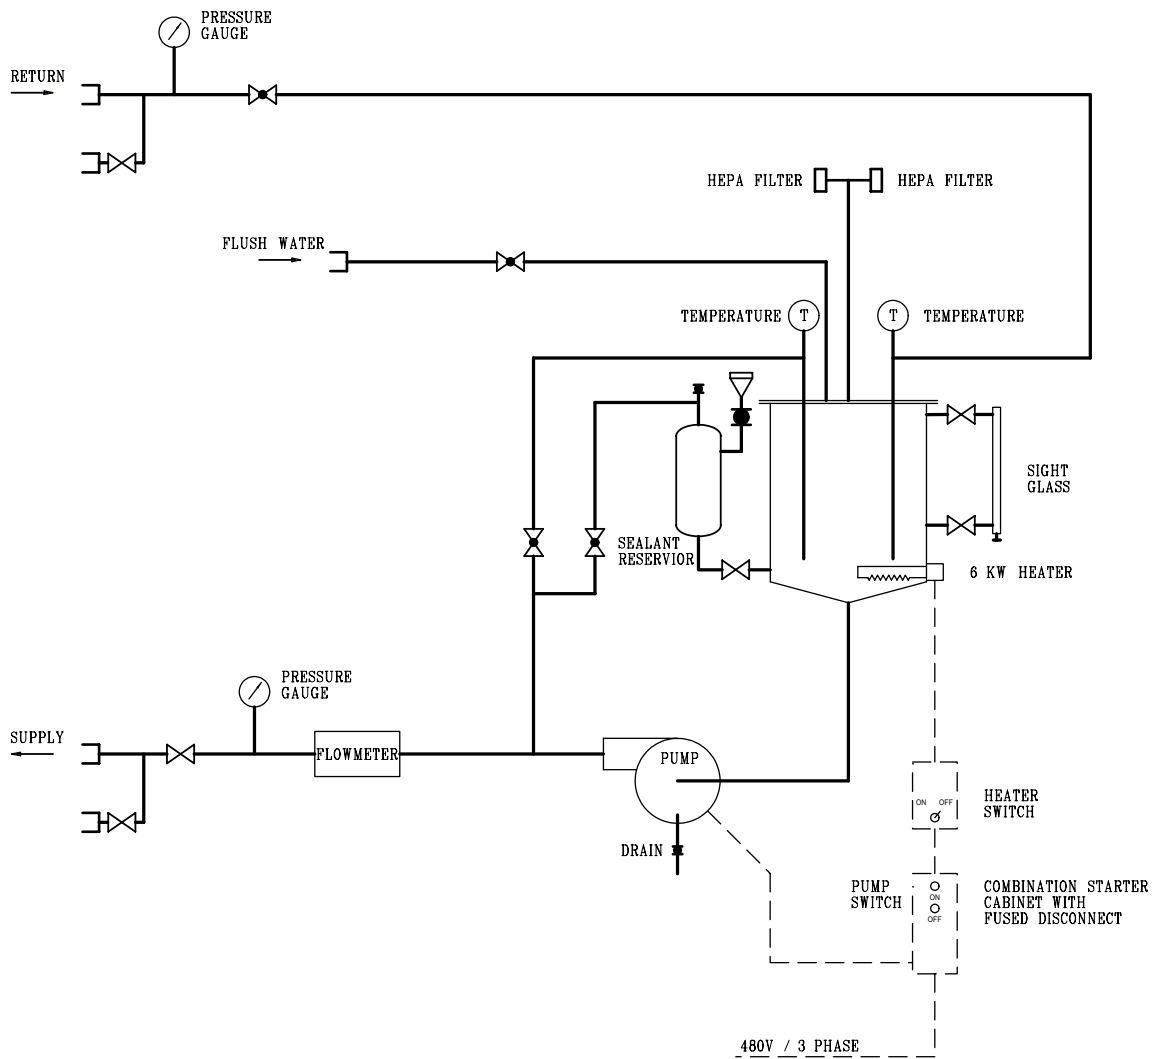 PRESSURE
GAUGE
RETURN
HEPA FILTER
HEPA FILTER
FLUSH WATER
TEMPERATURE
T
T
TEMPERATURE
SIGHT
GLASS
SEALANT
RESERVIOR
6 KW HEATER
PRESSURE
GAUGE
SUPPLY
FLOWMETER
PUMP
ON
OFF
HEATER
SWITCH
DRAIN
PUMP
SWITCH
ON
OFF
COMBINATION STARTER
CABINET WITH
FUSED DISCONNECT
480V / 3 PHASE